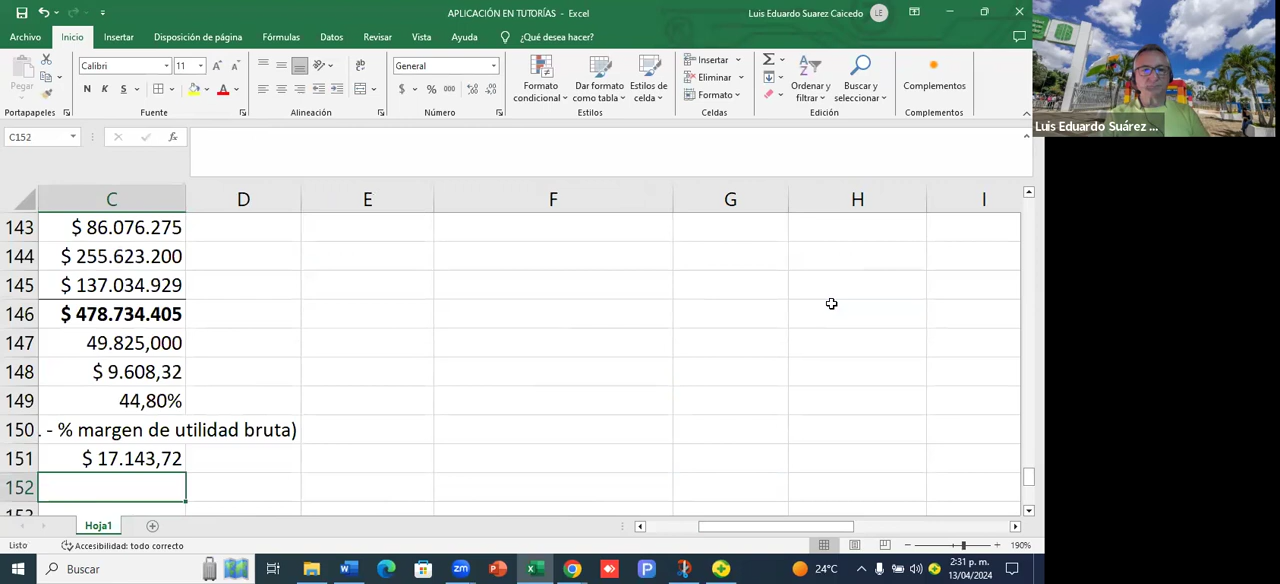 APLICACIÓN EN TUTORÍAS - Excel
Luis Eduardo Suarez Caicedo
LE
Archivo Inicio Insertar Disposición de página Fórmulas Datos Revisar Vista Ayuda ¿Qué desea hacer?
Pegar
Calibri 11
General
N K S
$ % 000
Formato condicional
Dar formato como tabla
Estilos de celda
Insertar
Eliminar
Formato
Ordenar y filtrar
Buscar y seleccionar
Complementos
Portapapeles Fuente Alineación Número Estilos Celdas Edición Complementos
Luis Eduardo Suárez ...
C152
fx
C D E F G H I
143 $ 86.076.275
144 $ 255.623.200
145 $ 137.034.929
146 $ 478.734.405
147 49.825,000
148 $ 9.608,32
149 44,80%
150 - % margen de utilidad bruta)
151 $ 17.143,72
152
153
Hoja1
Listo Accesibilidad: todo correcto 190%
Buscar
24°C
2:31 p. m.
13/04/2024